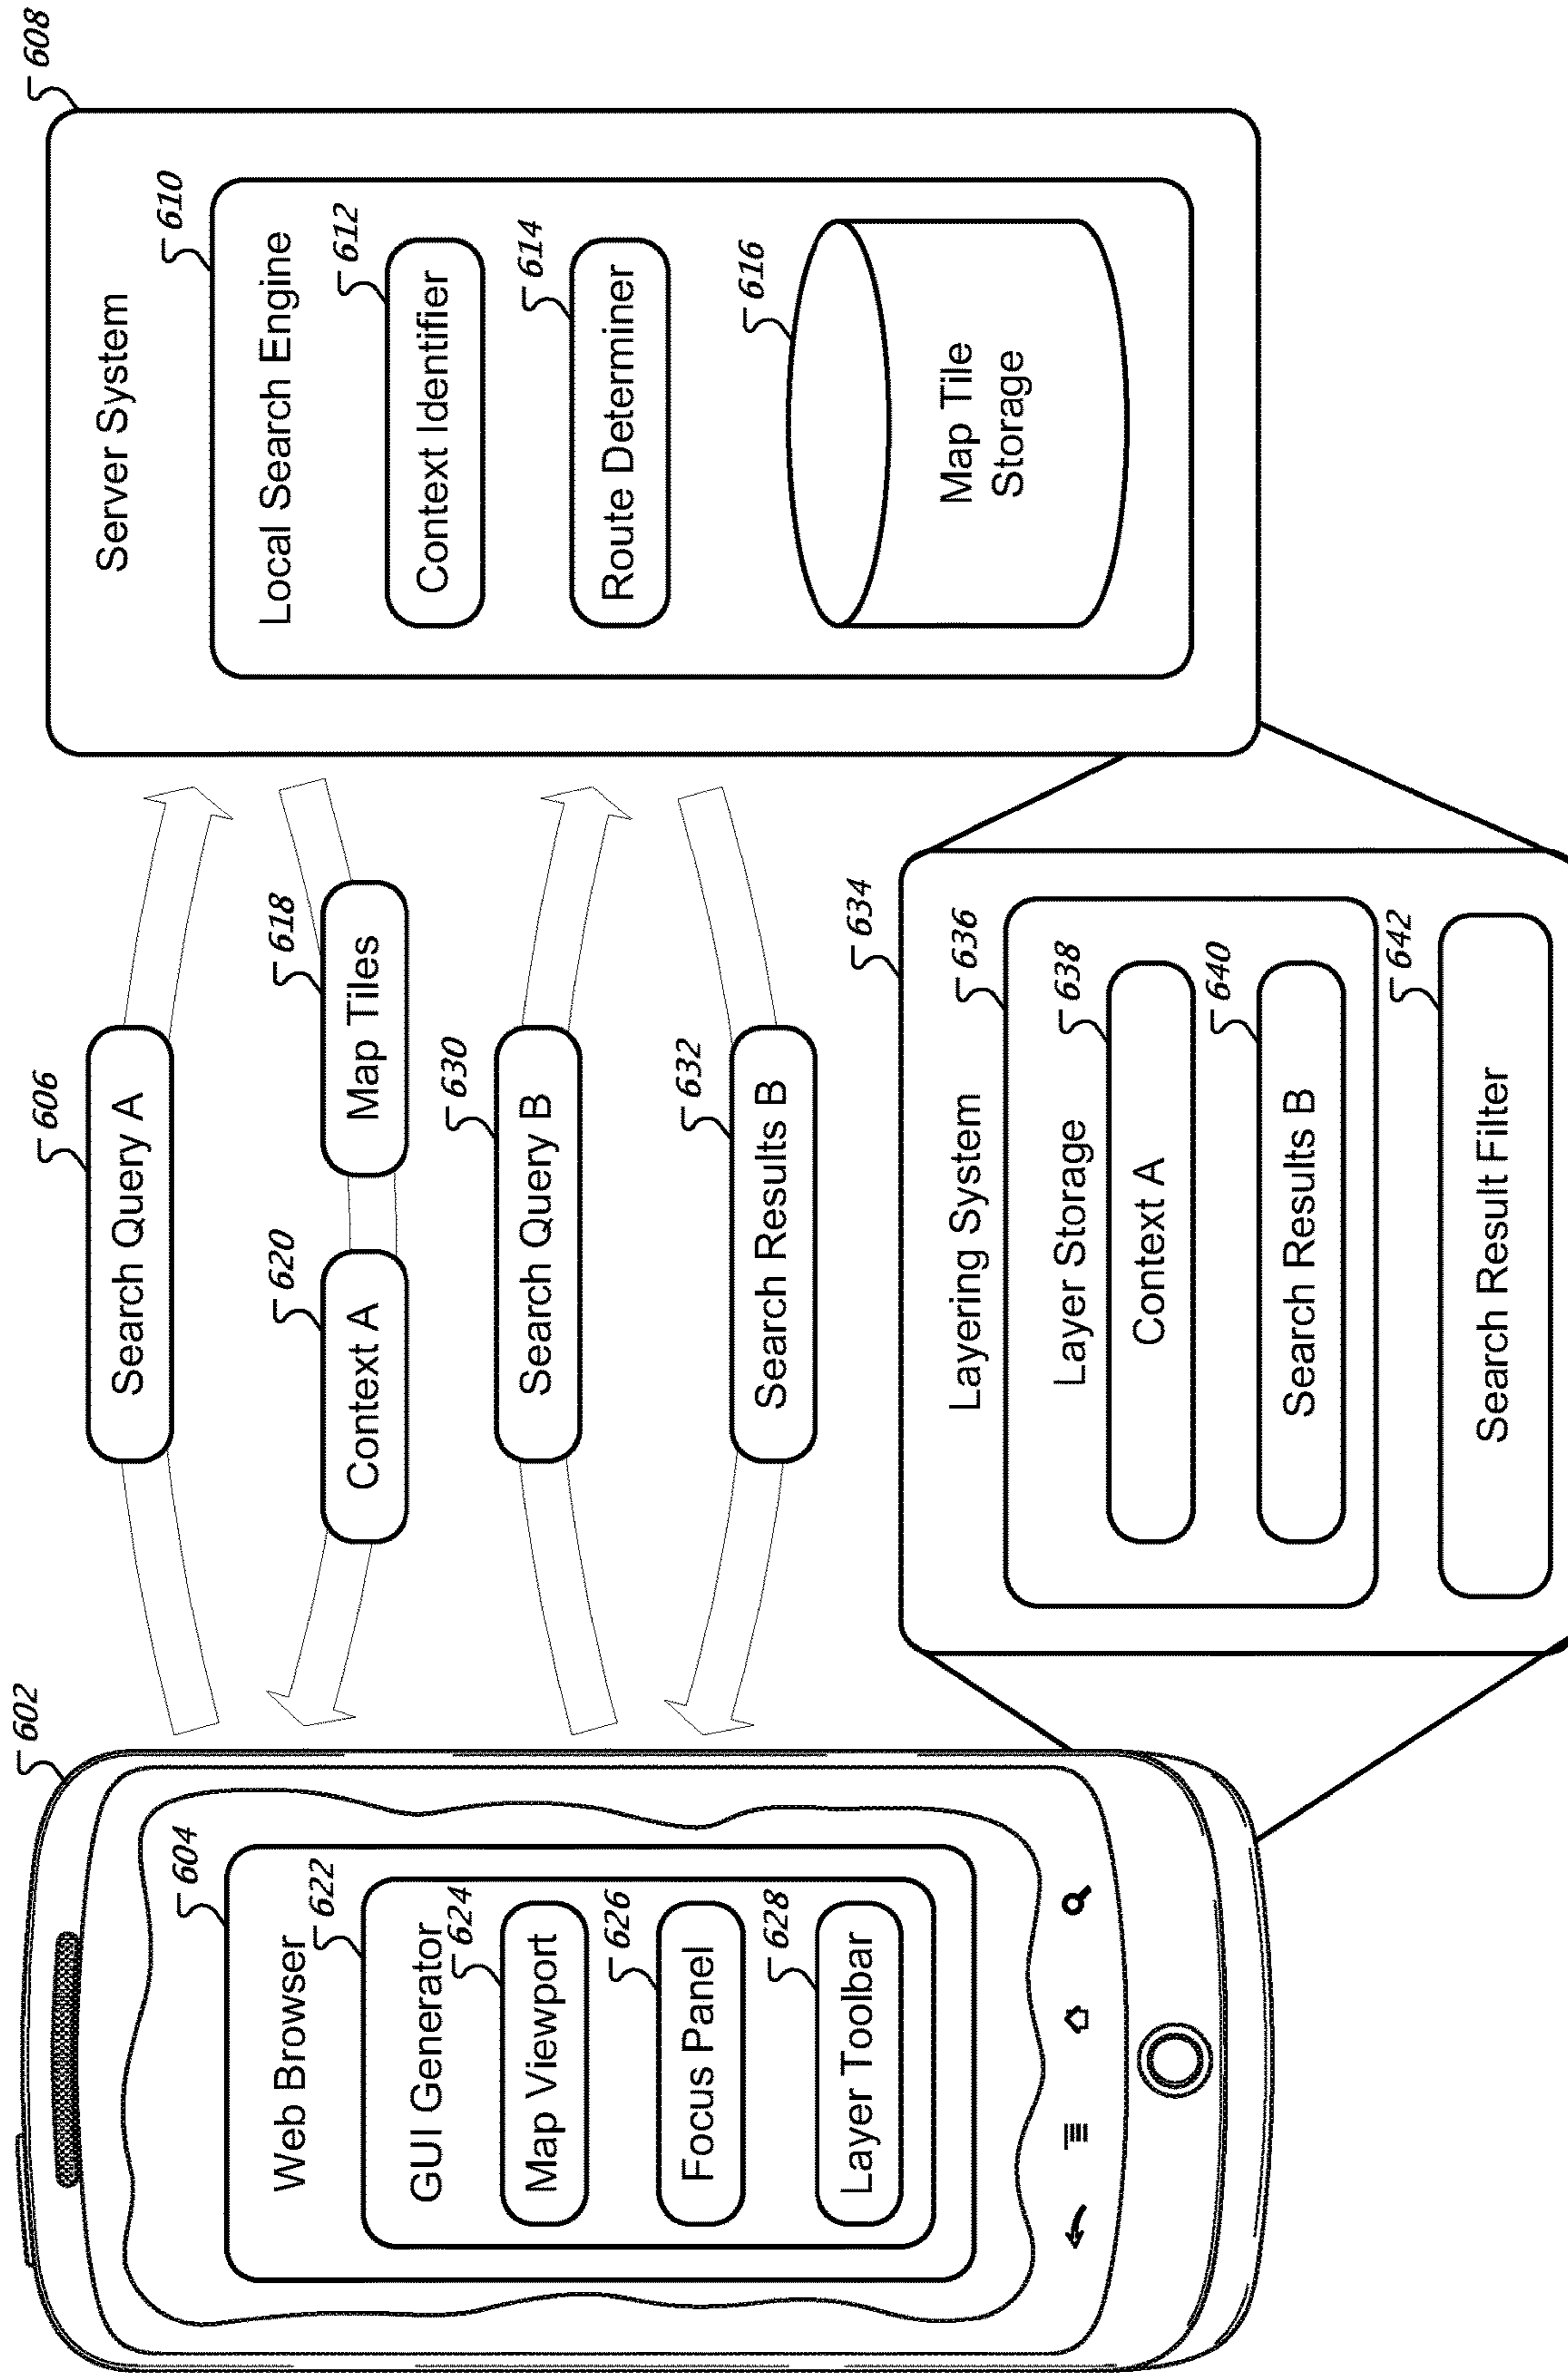 602
604
Web Browser
622
GUI Generator
624
Map Viewport
626
Focus Panel
628
Layer Toolbar
606
Search Query A
620
Context A
618
Map Tiles
630
Search Query B
632
Search Results B
634
Layering System
636
Layer Storage
638
Context A
640
Search Results B
642
Search Result Filter
608
Server System
610
Local Search Engine
612
Context Identifier
614
Route Determiner
616
Map Tile
Storage